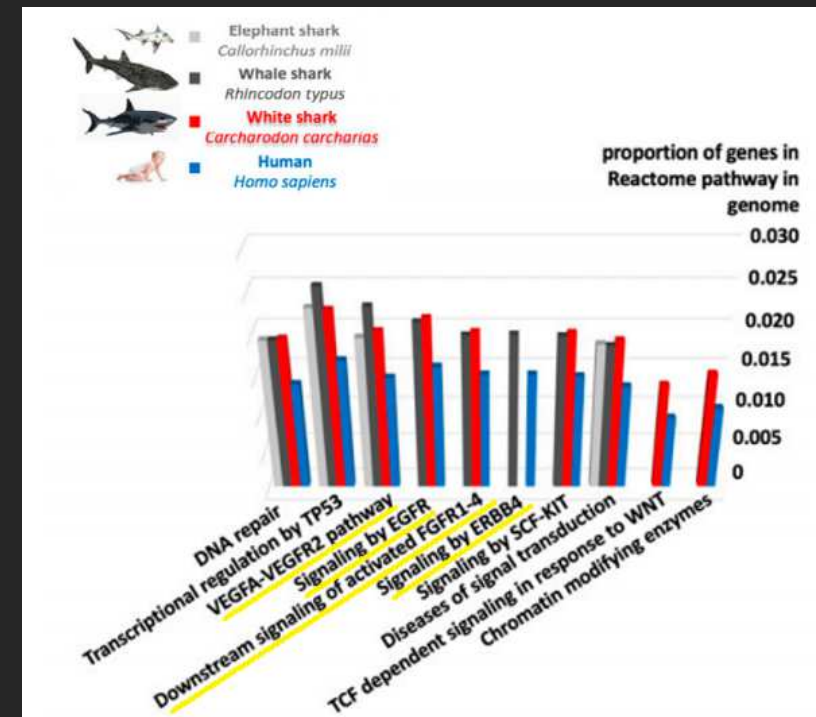 Elephant shark
Callorhinchus milii
Whale shark
Rhincodon typus
White shark
Carcharodon carcharias
Human
Homo sapiens
proportion of genes in
Reactome pathway in
genome
0.030
0.025
0.020
0.015
0.010
0.005
0
DNA repair
Transcriptional regulation by TP53
VEGFA-VEGFR2 pathway
Signaling by EGFR
Downstream signaling of activated FGFR1-4
Signaling by ERBB4
Signaling by SCF-KIT
Diseases of signal transduction
TCF dependent signaling in response to WNT
Chromatin modifying enzymes